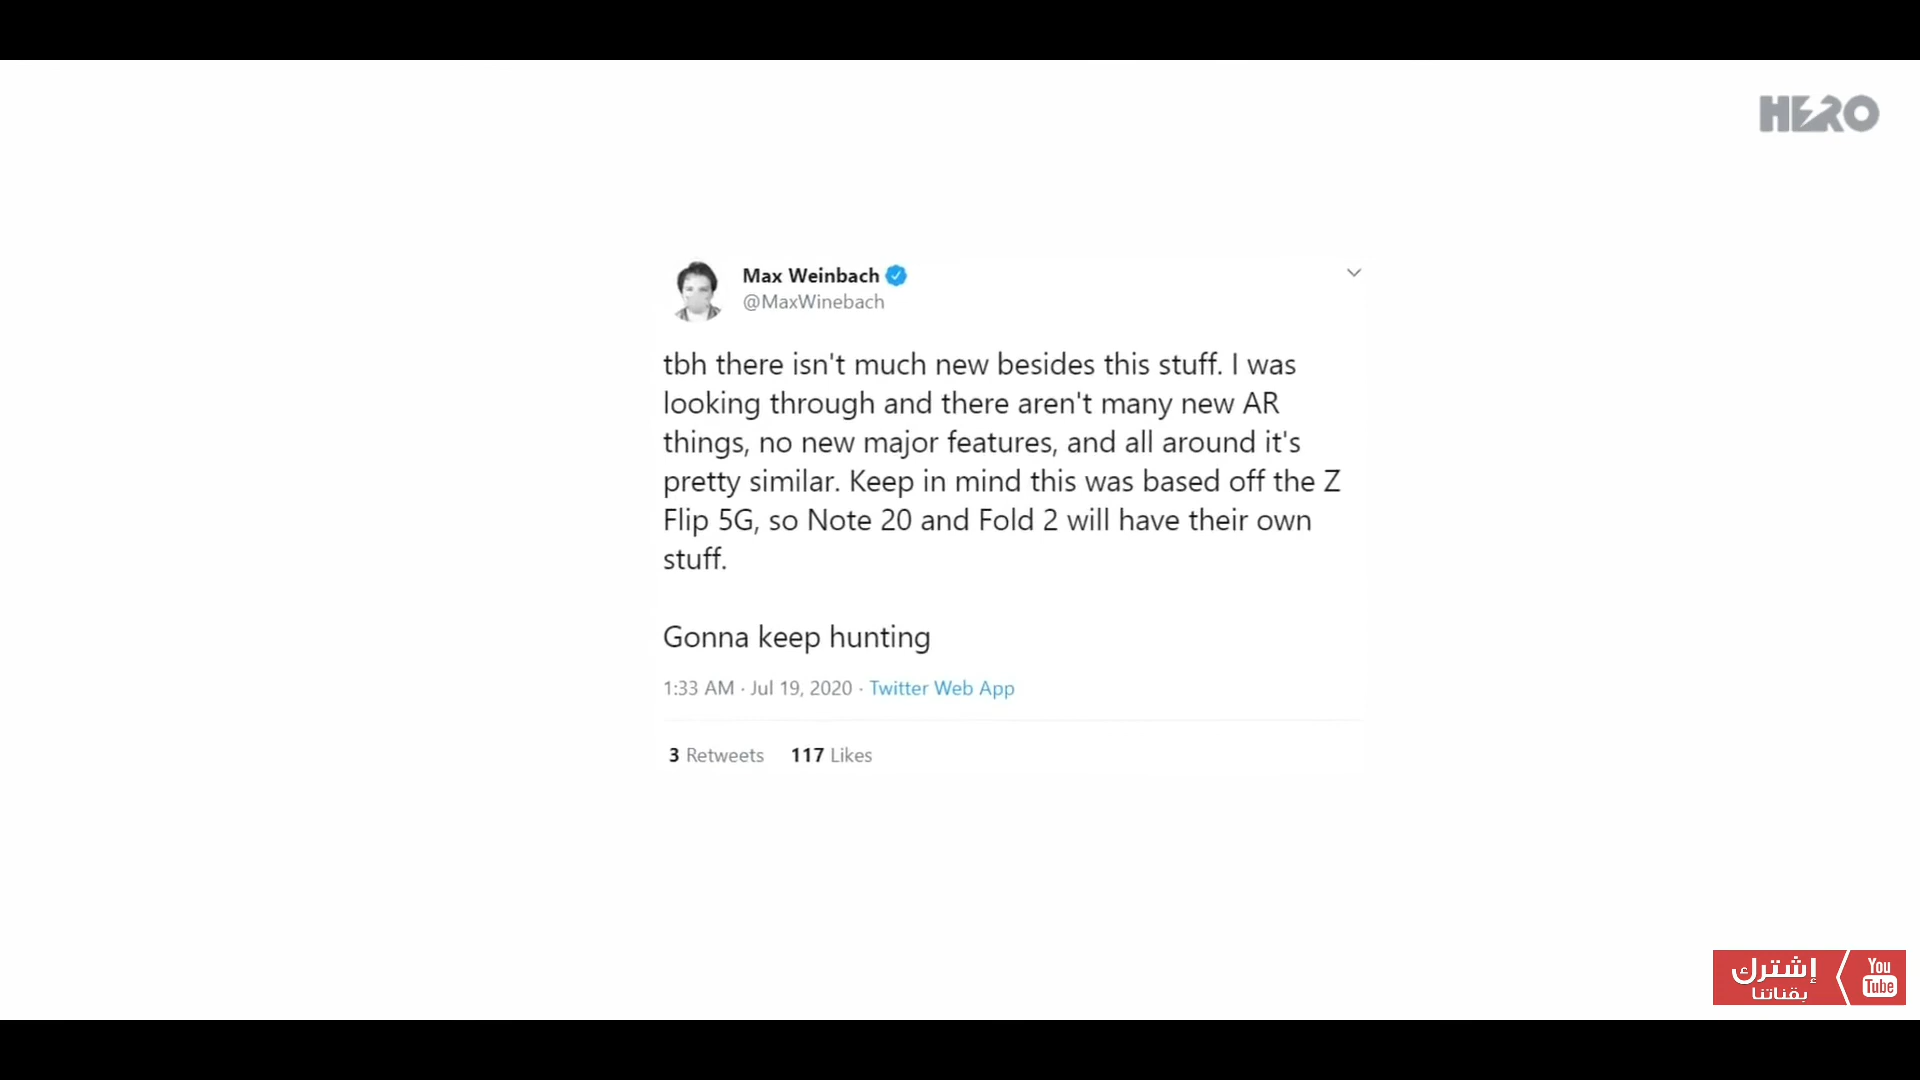 HERO
Max Weinbach
@MaxWinebach
tbh there isn't much new besides this stuff. I was
looking through and there aren't many new AR
things, no new major features, and all around it's
pretty similar. Keep in mind this was based off the Z
Flip 5G, so Note 20 and Fold 2 will have their own
stuff.
Gonna keep hunting
1:33 AM · Jul 19, 2020 · Twitter Web App
3 Retweets 117 Likes
إشترك
بقناتنا
You
Tube